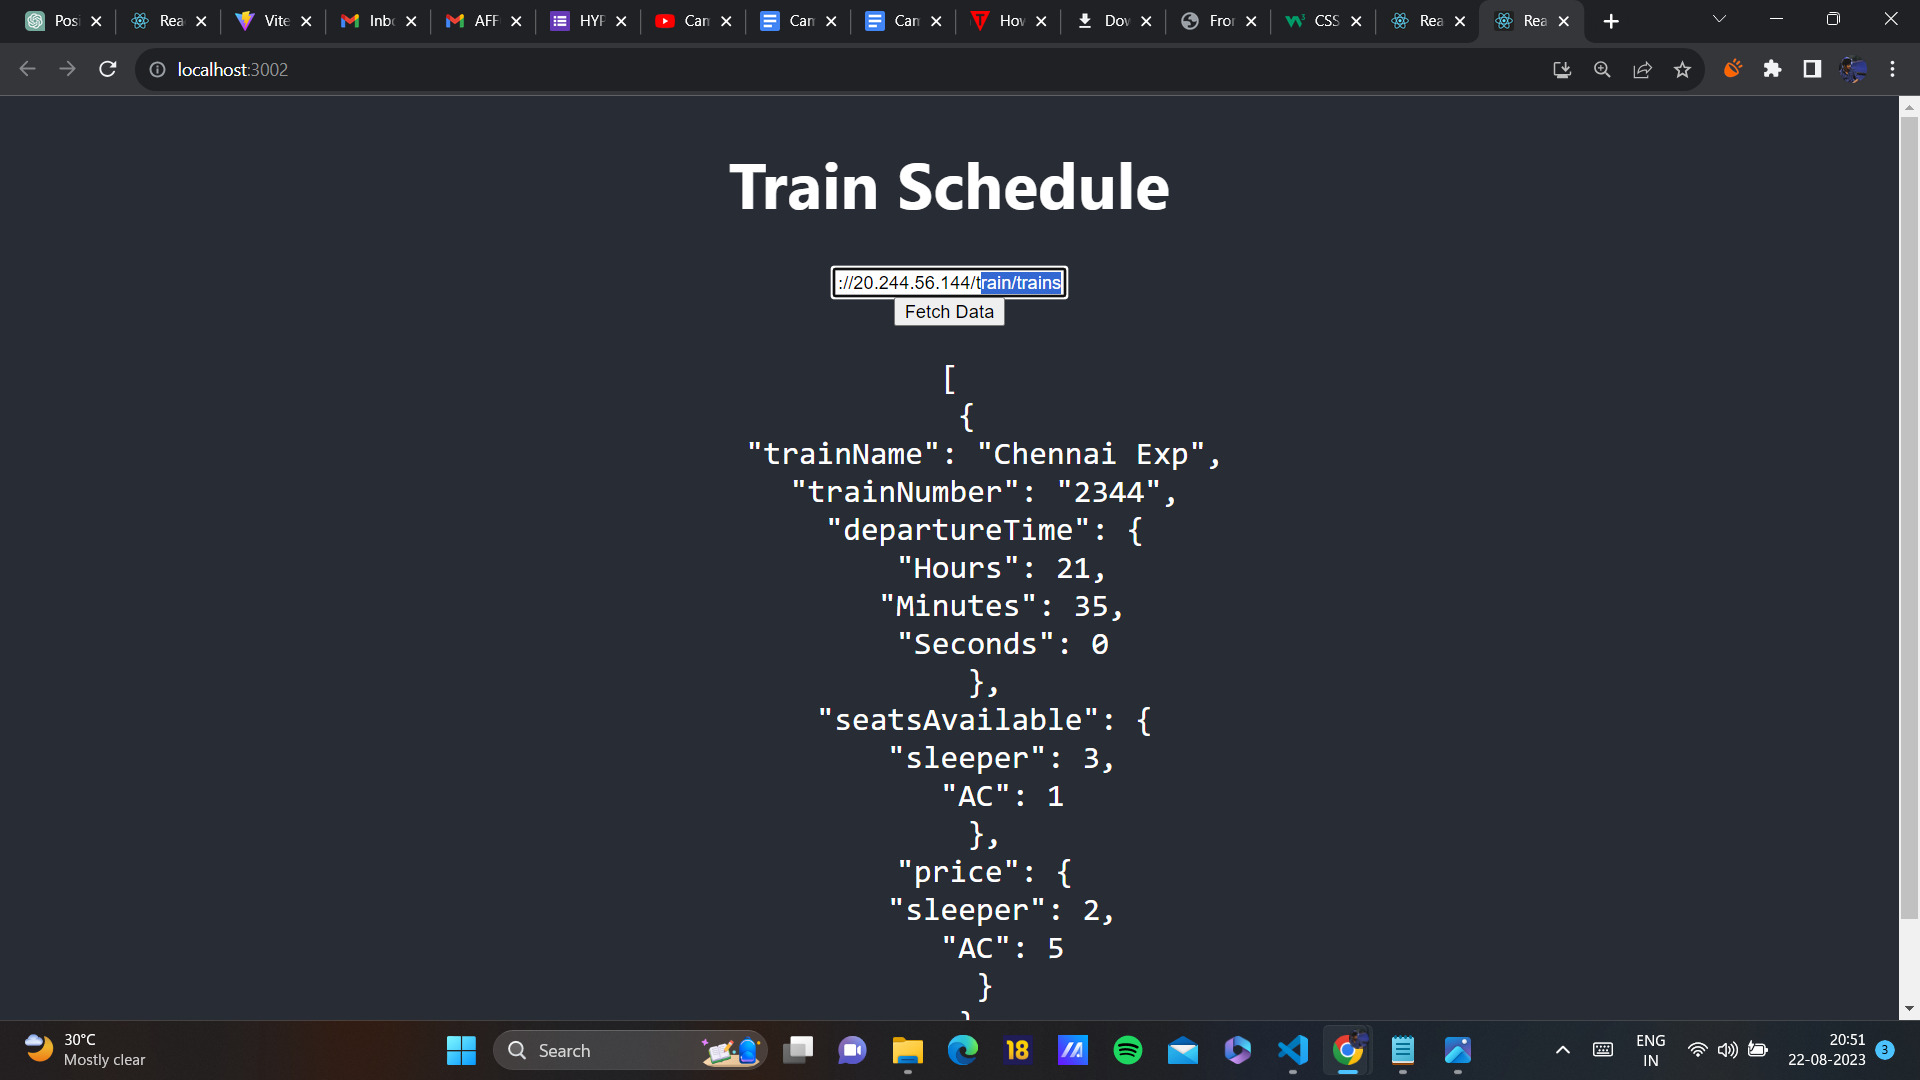 Posi
Rea
Vite
Inb
AFF
HYP
Can
Can
Can
How
Dov
Fror
CSS
Rea
Rea
localhost:3002
Train Schedule
://20.244.56.144/train/trains
Fetch Data
[
{
"trainName": "Chennai Exp",
"trainNumber": "2344",
"departureTime": {
"Hours": 21,
"Minutes": 35,
"Seconds": 0
},
"seatsAvailable": {
"sleeper": 3,
"AC": 1
},
"price": {
"sleeper": 2,
"AC": 5
}
30°C
Mostly clear
Search
18
ENG
IN
20:51
22-08-2023
3